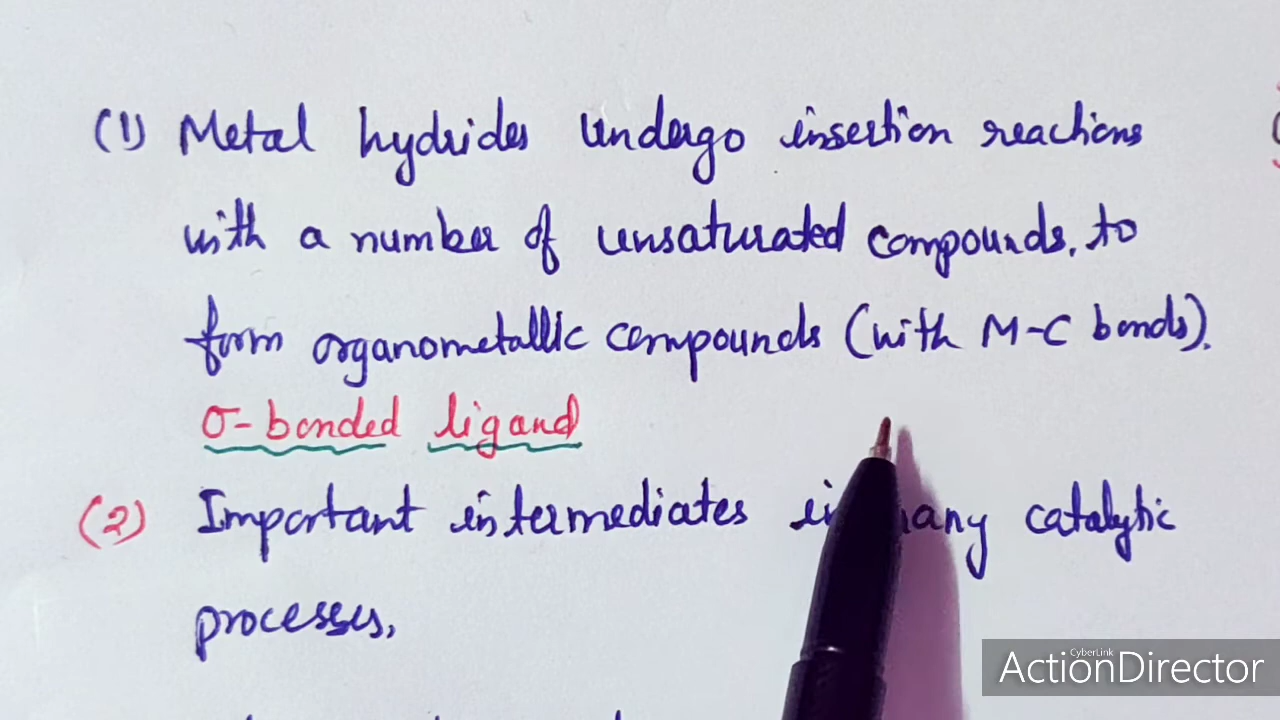 (1) Metal hydrides undergo insertion reactions
with a number of unsaturated compounds, to
form organometallic compounds (with M-C bonds).
σ-bonded ligand
(2) Important intermediates in many catalytic
processes,
CyberLink
ActionDirector